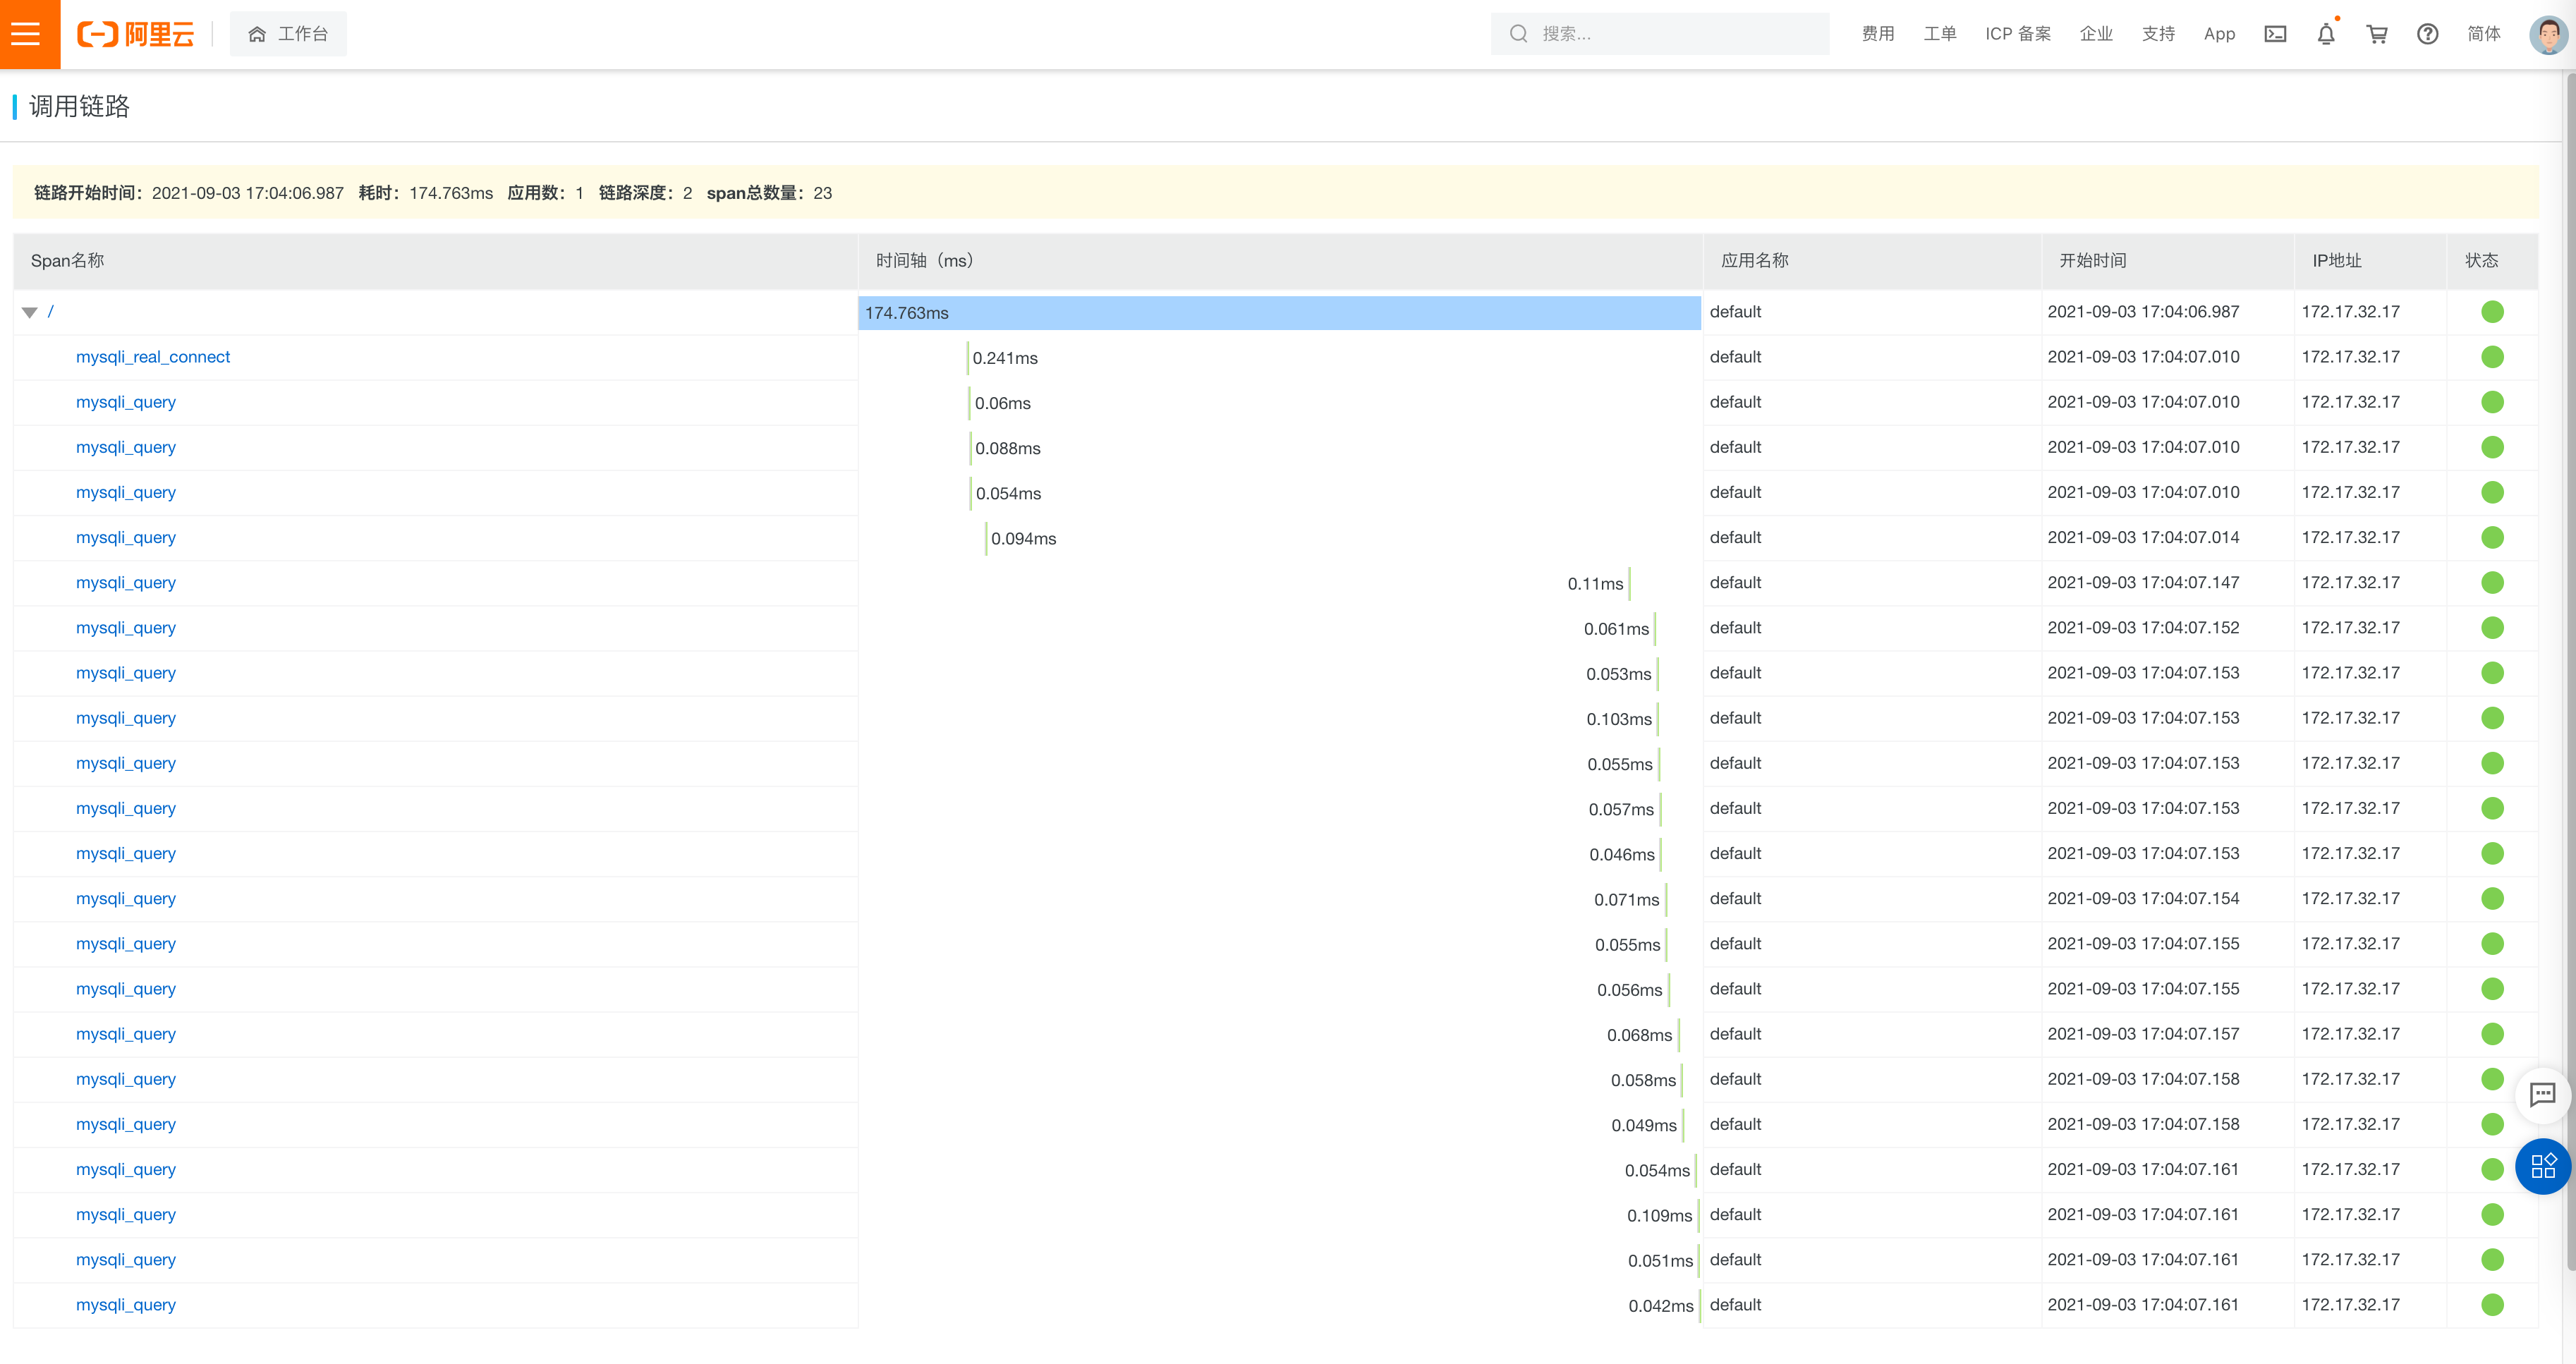 阿里云 工作台 搜索... 费用 工单 ICP 备案 企业 支持 App 简体
调用链路
链路开始时间：2021-09-03 17:04:06.987 耗时：174.763ms 应用数：1 链路深度：2 span总数量：23
Span名称 时间轴（ms） 应用名称 开始时间 IP地址 状态
/ 174.763ms default 2021-09-03 17:04:06.987 172.17.32.17
mysqli_real_connect 0.241ms default 2021-09-03 17:04:07.010 172.17.32.17
mysqli_query 0.06ms default 2021-09-03 17:04:07.010 172.17.32.17
mysqli_query 0.088ms default 2021-09-03 17:04:07.010 172.17.32.17
mysqli_query 0.054ms default 2021-09-03 17:04:07.010 172.17.32.17
mysqli_query 0.094ms default 2021-09-03 17:04:07.014 172.17.32.17
mysqli_query 0.11ms default 2021-09-03 17:04:07.147 172.17.32.17
mysqli_query 0.061ms default 2021-09-03 17:04:07.152 172.17.32.17
mysqli_query 0.053ms default 2021-09-03 17:04:07.153 172.17.32.17
mysqli_query 0.103ms default 2021-09-03 17:04:07.153 172.17.32.17
mysqli_query 0.055ms default 2021-09-03 17:04:07.153 172.17.32.17
mysqli_query 0.057ms default 2021-09-03 17:04:07.153 172.17.32.17
mysqli_query 0.046ms default 2021-09-03 17:04:07.153 172.17.32.17
mysqli_query 0.071ms default 2021-09-03 17:04:07.154 172.17.32.17
mysqli_query 0.055ms default 2021-09-03 17:04:07.155 172.17.32.17
mysqli_query 0.056ms default 2021-09-03 17:04:07.155 172.17.32.17
mysqli_query 0.068ms default 2021-09-03 17:04:07.157 172.17.32.17
mysqli_query 0.058ms default 2021-09-03 17:04:07.158 172.17.32.17
mysqli_query 0.049ms default 2021-09-03 17:04:07.158 172.17.32.17
mysqli_query 0.054ms default 2021-09-03 17:04:07.161 172.17.32.17
mysqli_query 0.109ms default 2021-09-03 17:04:07.161 172.17.32.17
mysqli_query 0.051ms default 2021-09-03 17:04:07.161 172.17.32.17
mysqli_query 0.042ms default 2021-09-03 17:04:07.161 172.17.32.17